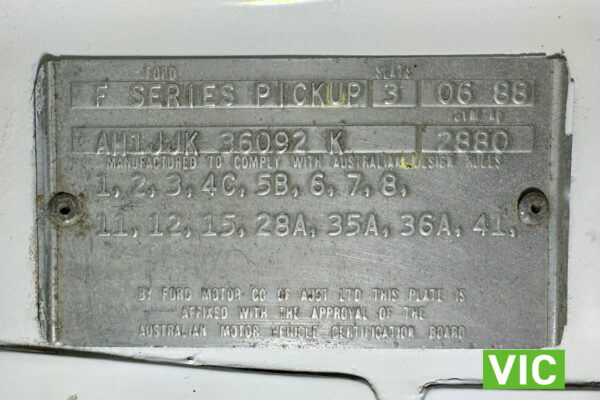 FORD SEATS
F SERIES PICKUP 3 06 88
GVM KG
AH1JJK 36092 K 2880
MANUFACTURED TO COMPLY WITH AUSTRALIAN DESIGN RULES
1, 2, 3, 4C, 5B, 6, 7, 8,
11, 12, 15, 28A, 35A, 36A, 41,
BY FORD MOTOR CO. OF AUST LTD THIS PLATE IS
AFFIXED WITH THE APPROVAL OF THE
AUSTRALIAN MOTOR VEHICLE CERTIFICATION BOARD
VIC